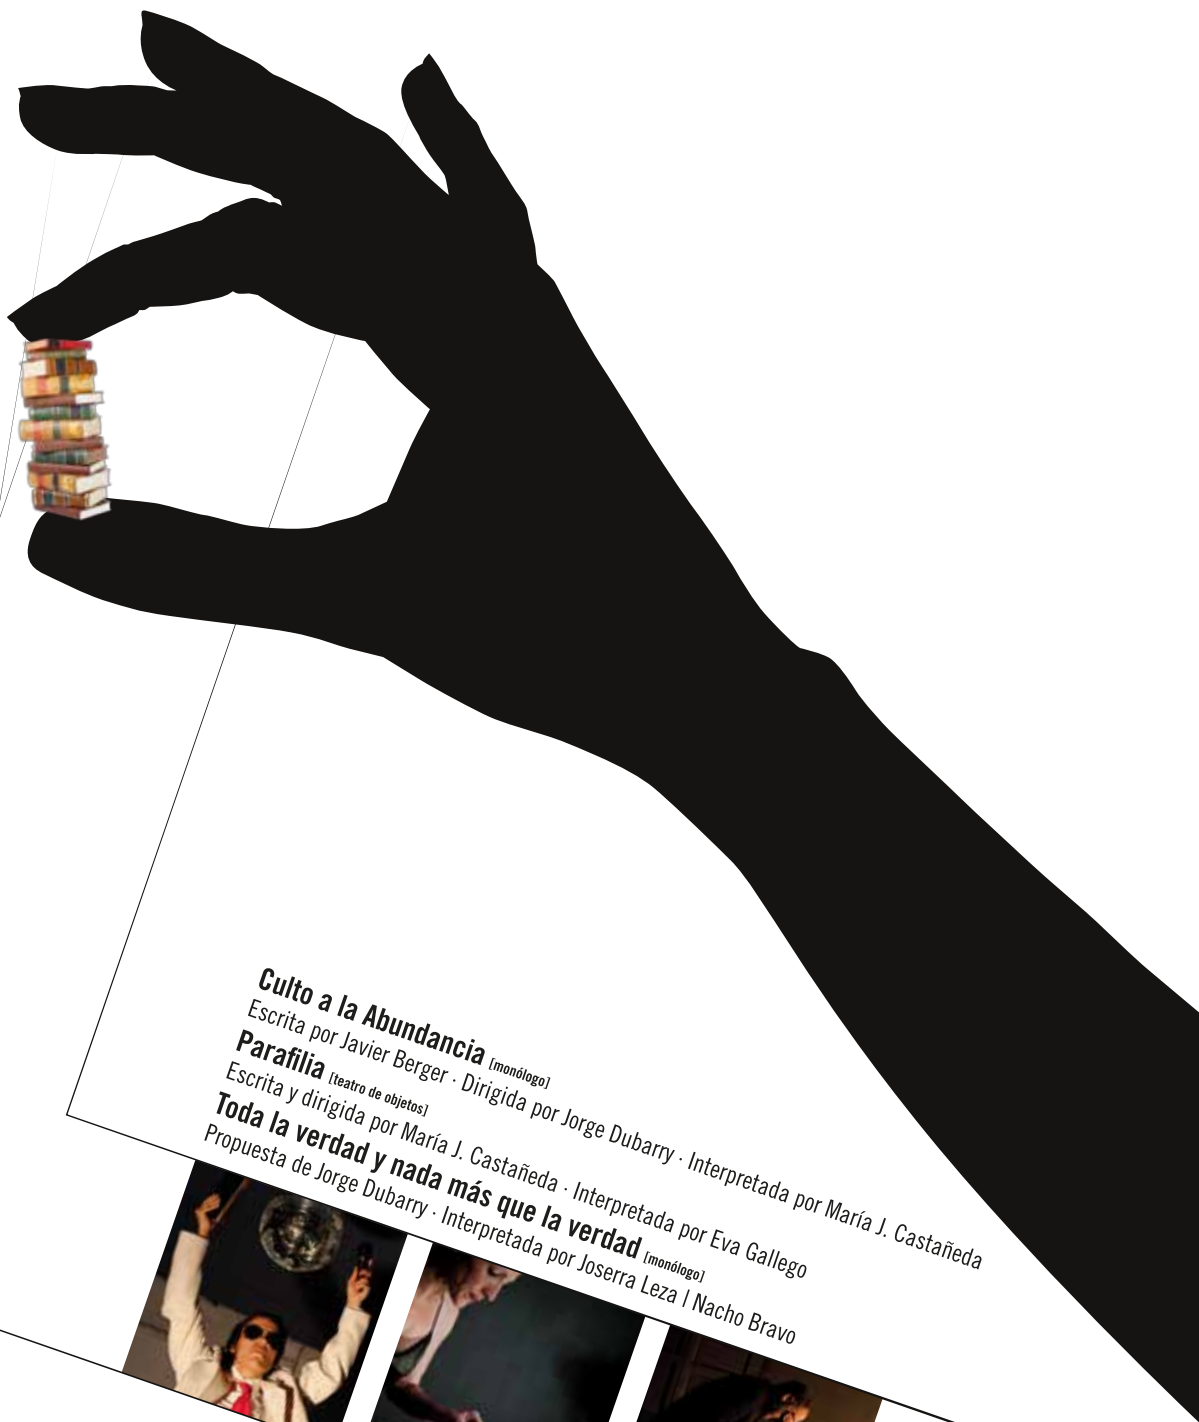 Culto a la Abundancia [monólogo]
Escrita por Javier Berger · Dirigida por Jorge Dubarry · Interpretada por María J. Castañeda
Parafilia [teatro de objetos]
Escrita y dirigida por María J. Castañeda · Interpretada por Eva Gallego
Toda la verdad y nada más que la verdad [monólogo]
Propuesta de Jorge Dubarry · Interpretada por Joserra Leza | Nacho Bravo